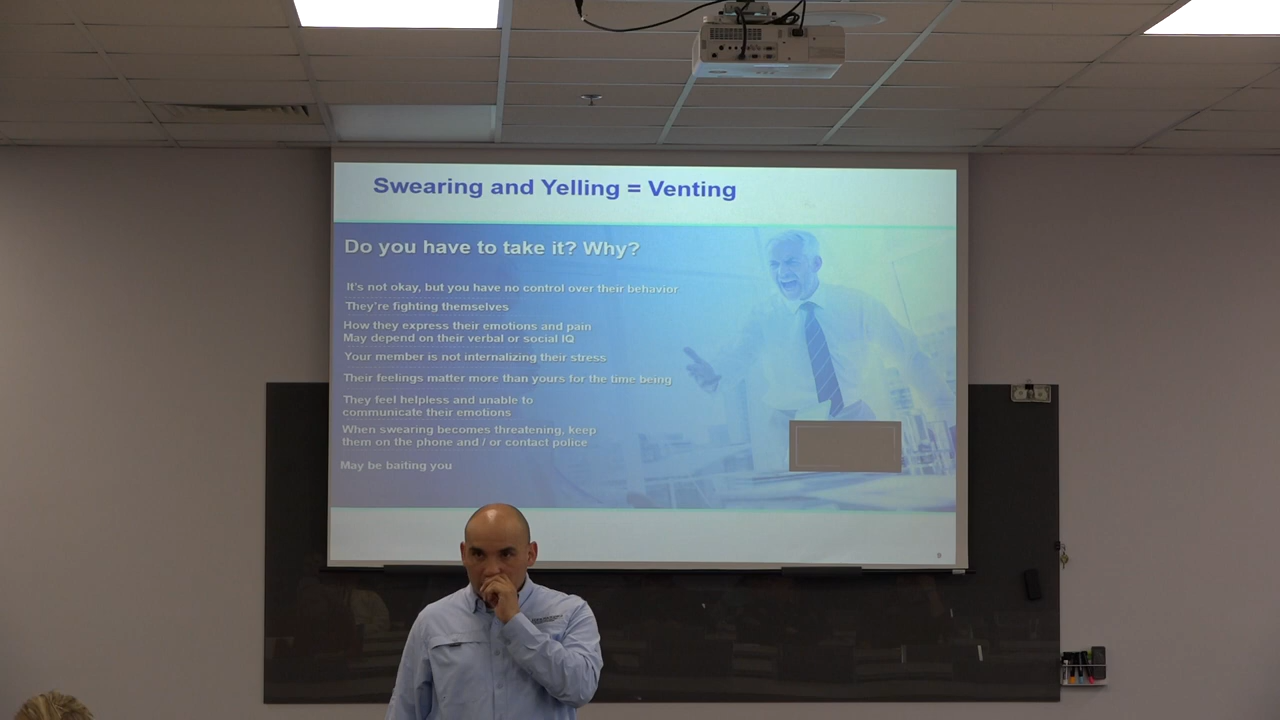 Swearing and Yelling = Venting
Do you have to take it? Why?
It's not okay, but you have no control over their behavior
They're fighting themselves
How they express their emotions and pain
May depend on their verbal or social IQ
Your member is not internalizing their stress
Their feelings matter more than yours for the time being
They feel helpless and unable to
communicate their emotions
When swearing becomes threatening, keep
them on the phone and / or contact police
May be baiting you